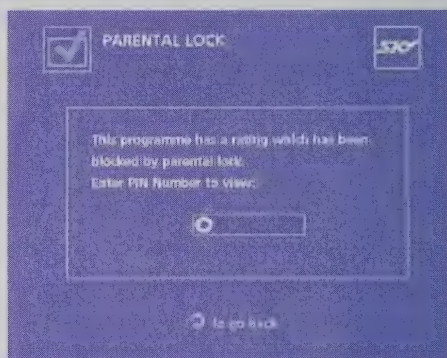 PARENTAL LOCK
sky
This programme has a rating which has been
blocked by parental lock.
Enter PIN Number to view:
to go back